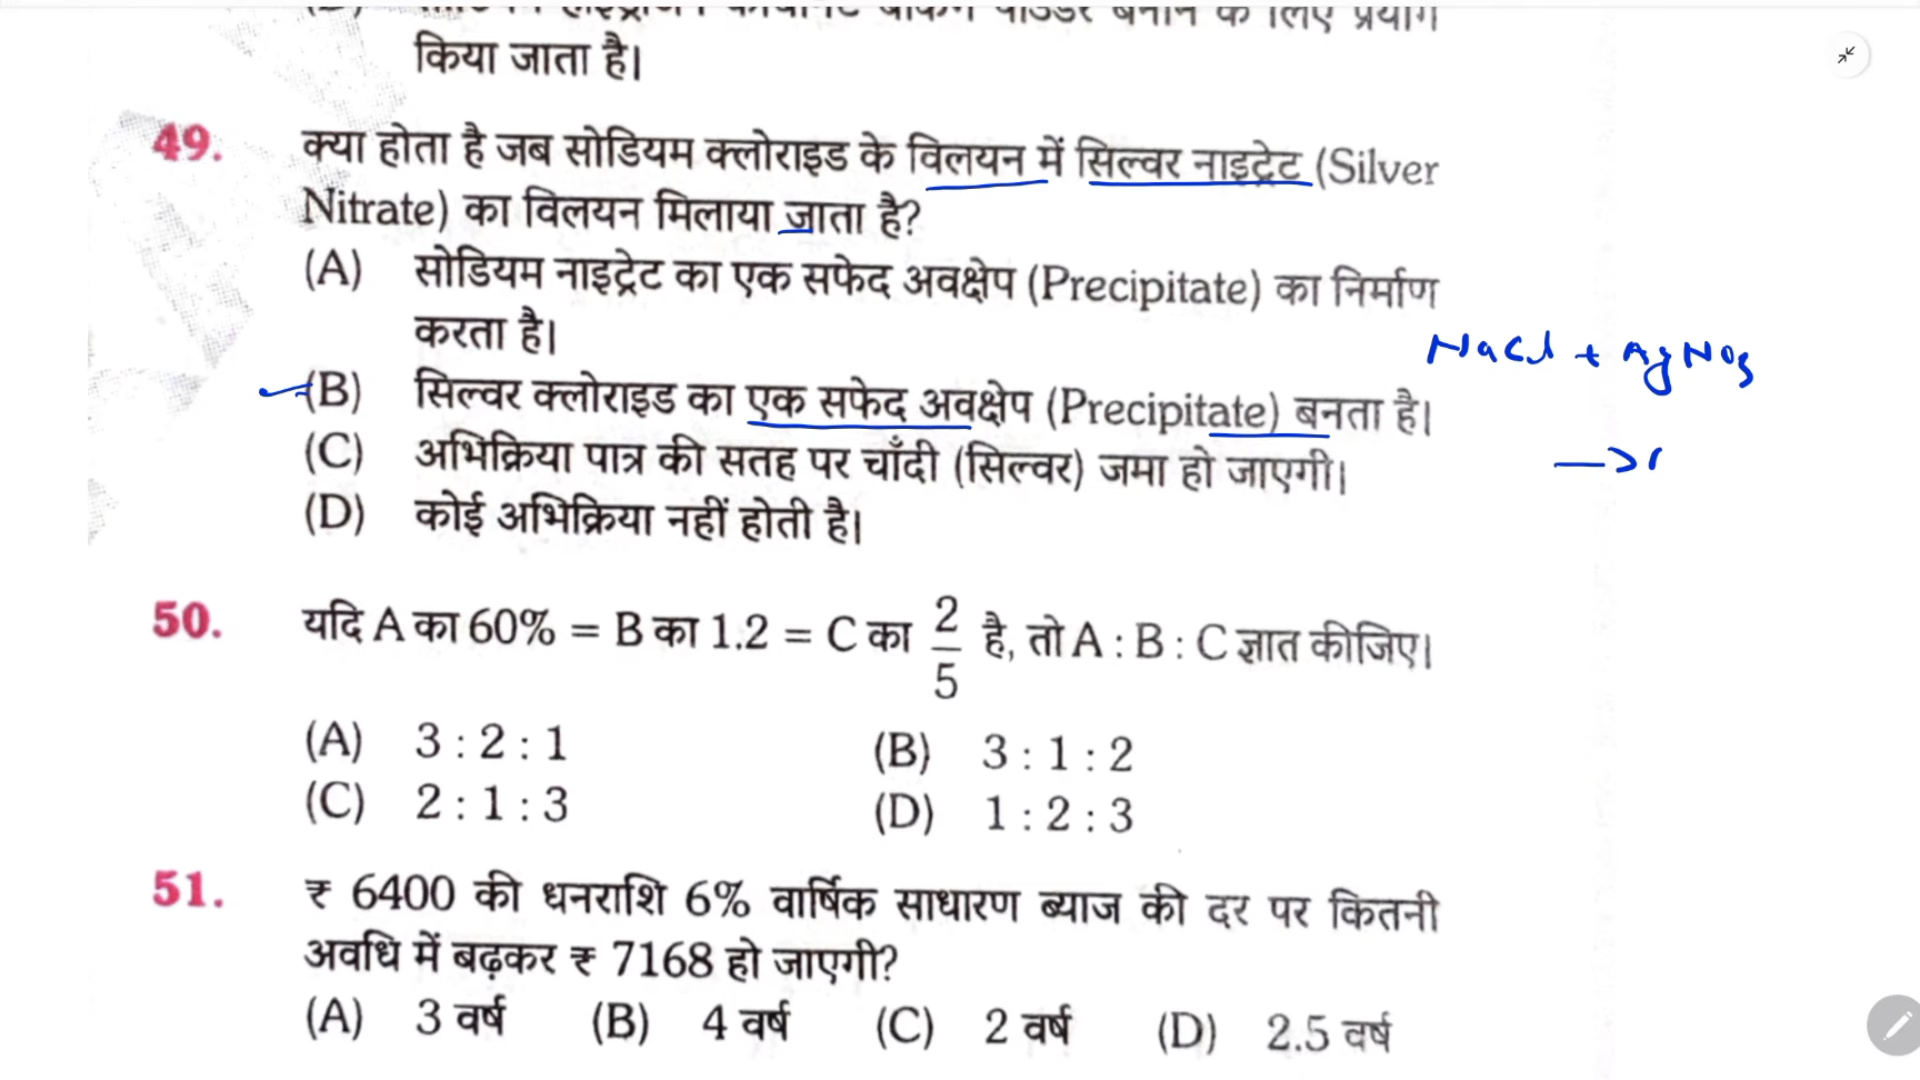 बनाने के लिए प्रयोग
किया जाता है।
49. क्या होता है जब सोडियम क्लोराइड के विलयन में सिल्वर नाइट्रेट (Silver
Nitrate) का विलयन मिलाया जाता है?
(A) सोडियम नाइट्रेट का एक सफेद अवक्षेप (Precipitate) का निर्माण
करता है।
NaCl + AgNO3
(B) सिल्वर क्लोराइड का एक सफेद अवक्षेप (Precipitate) बनता है।
(C) अभिक्रिया पात्र की सतह पर चाँदी (सिल्वर) जमा हो जाएगी।
(D) कोई अभिक्रिया नहीं होती है।
50. यदि A का 60% = B का 1.2 = C का 2/5 है, तो A : B : C ज्ञात कीजिए।
(A) 3 : 2 : 1 (B) 3 : 1 : 2
(C) 2 : 1 : 3 (D) 1 : 2 : 3
51. ₹ 6400 की धनराशि 6% वार्षिक साधारण ब्याज की दर पर कितनी
अवधि में बढ़कर ₹ 7168 हो जाएगी?
(A) 3 वर्ष (B) 4 वर्ष (C) 2 वर्ष (D) 2.5 वर्ष